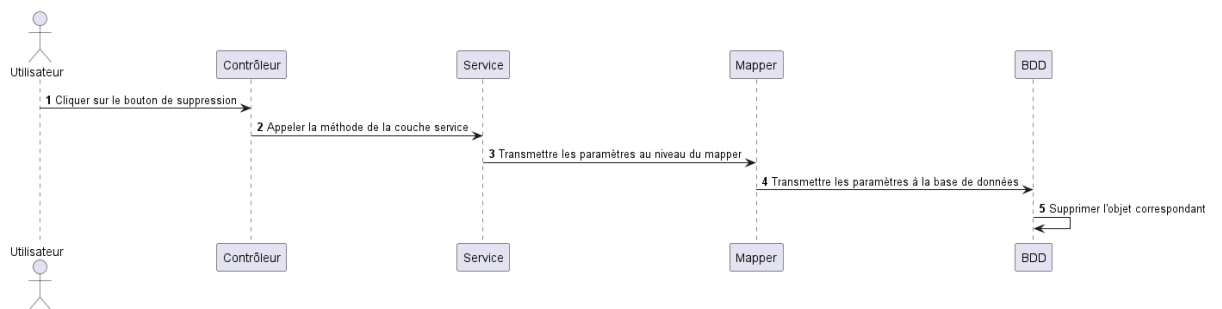 Utilisateur
Contrôleur
Service
Mapper
BDD
1 Cliquer sur le bouton de suppression
2 Appeler la méthode de la couche service
3 Transmettre les paramètres au niveau du mapper
4 Transmettre les paramètres à la base de données
5 Supprimer l'objet correspondant
Utilisateur
Contrôleur
Service
Mapper
BDD